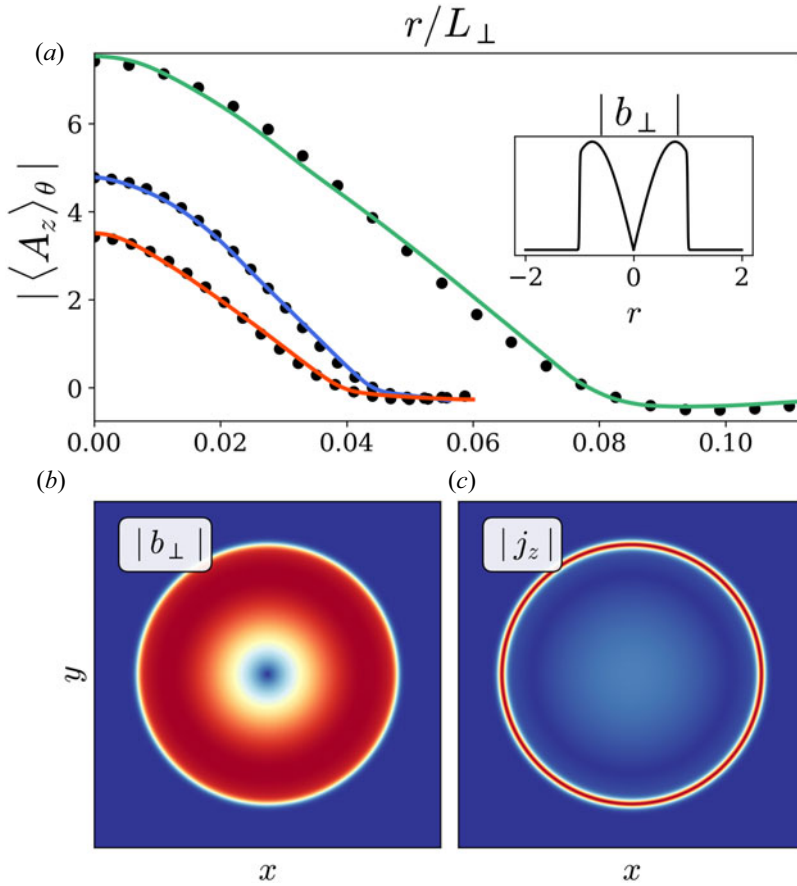 r/L⊥
(a)
6
4
2
0
|⟨A_z⟩_θ|
0.00 0.02 0.04 0.06 0.08 0.10
| b⊥ |
−2 0 2
r
(b) (c)
| b⊥ | | j_z |
y
x x